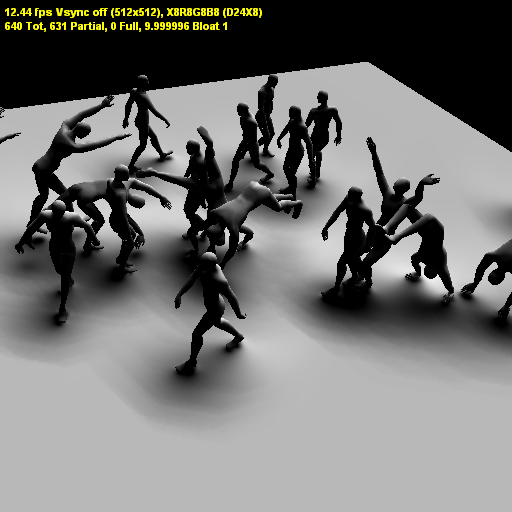 12.44 fps Vsync off (512x512), X8R8G8B8 (D24X8)
640 Tot, 631 Partial, 0 Full, 9.999996 Bloat 1